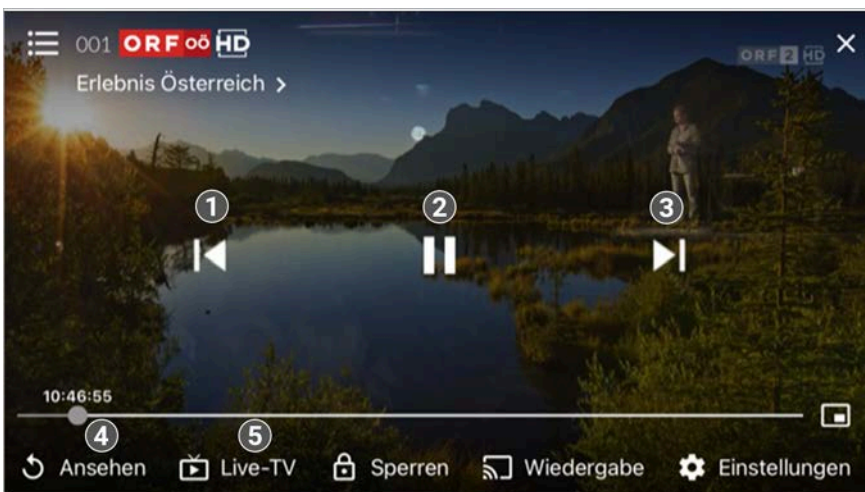 001 ORF oö HD
ORF 2 HD
Erlebnis Österreich >
1 2 3
10:46:55
4 5
Ansehen Live-TV Sperren Wiedergabe Einstellungen